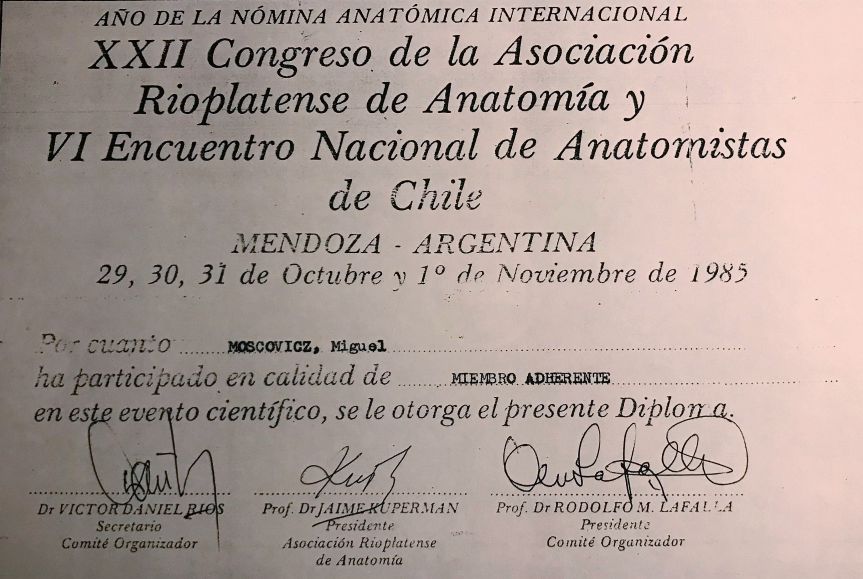 AÑO DE LA NÓMINA ANATÓMICA INTERNACIONAL
XXII Congreso de la Asociación
Rioplatense de Anatomía y
VI Encuentro Nacional de Anatomistas
de Chile
MENDOZA - ARGENTINA
29, 30, 31 de Octubre y 1º de Noviembre de 1985
Por cuanto MOSCOVICZ, Miguel
ha participado en calidad de MIEMBRO ADHERENTE
en este evento científico, se le otorga el presente Diploma.
Dr VICTOR DANIEL RIOS
Secretario
Comité Organizador
Prof. Dr JAIME KUPERMAN
Presidente
Asociación Rioplatense
de Anatomía
Prof. Dr RODOLFO M. LAFALLA
Presidente
Comité Organizador